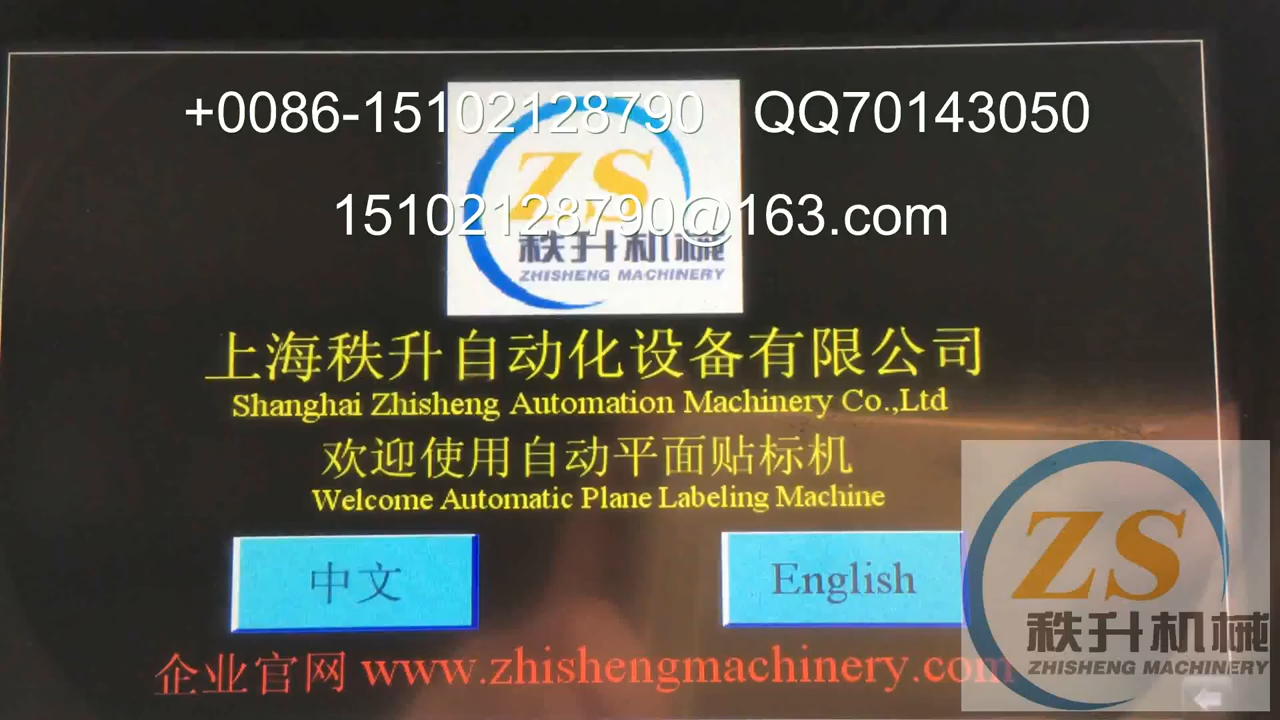 +0086-15102128790 QQ70143050
ZS
15102128790@163.com
秩升机械
ZHISHENG MACHINERY
上海秩升自动化设备有限公司
Shanghai Zhisheng Automation Machinery Co.,Ltd
欢迎使用自动平面贴标机
Welcome Automatic Plane Labeling Machine
中文
English
ZS
秩升机械
ZHISHENG MACHINERY
企业官网 www.zhishengmachinery.com